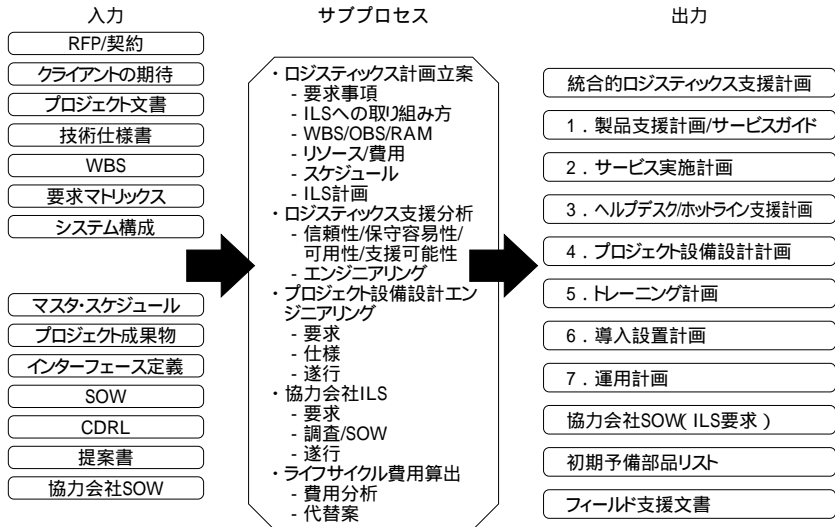 入力
RFP/契約
クライアントの期待
プロジェクト文書
技術仕様書
WBS
要求マトリックス
システム構成
マスタ・スケジュール
プロジェクト成果物
インターフェース定義
SOW
CDRL
提案書
協力会社SOW
サブプロセス
・ロジスティックス計画立案
- 要求事項
- ILSへの取り組み方
- WBS/OBS/RAM
- リソース/費用
- スケジュール
- ILS計画
・ロジスティックス支援分析
- 信頼性/保守容易性/
可用性/支援可能性
- エンジニアリング
・プロジェクト設備設計エン
ジニアリング
- 要求
- 仕様
- 遂行
・協力会社ILS
- 要求
- 調査/SOW
- 遂行
・ライフサイクル費用算出
- 費用分析
- 代替案
出力
統合的ロジスティックス支援計画
1．製品支援計画/サービスガイド
2．サービス実施計画
3．ヘルプデスク/ホットライン支援計画
4．プロジェクト設備設計計画
5．トレーニング計画
6．導入設置計画
7．運用計画
協力会社SOW( ILS要求 )
初期予備部品リスト
フィールド支援文書